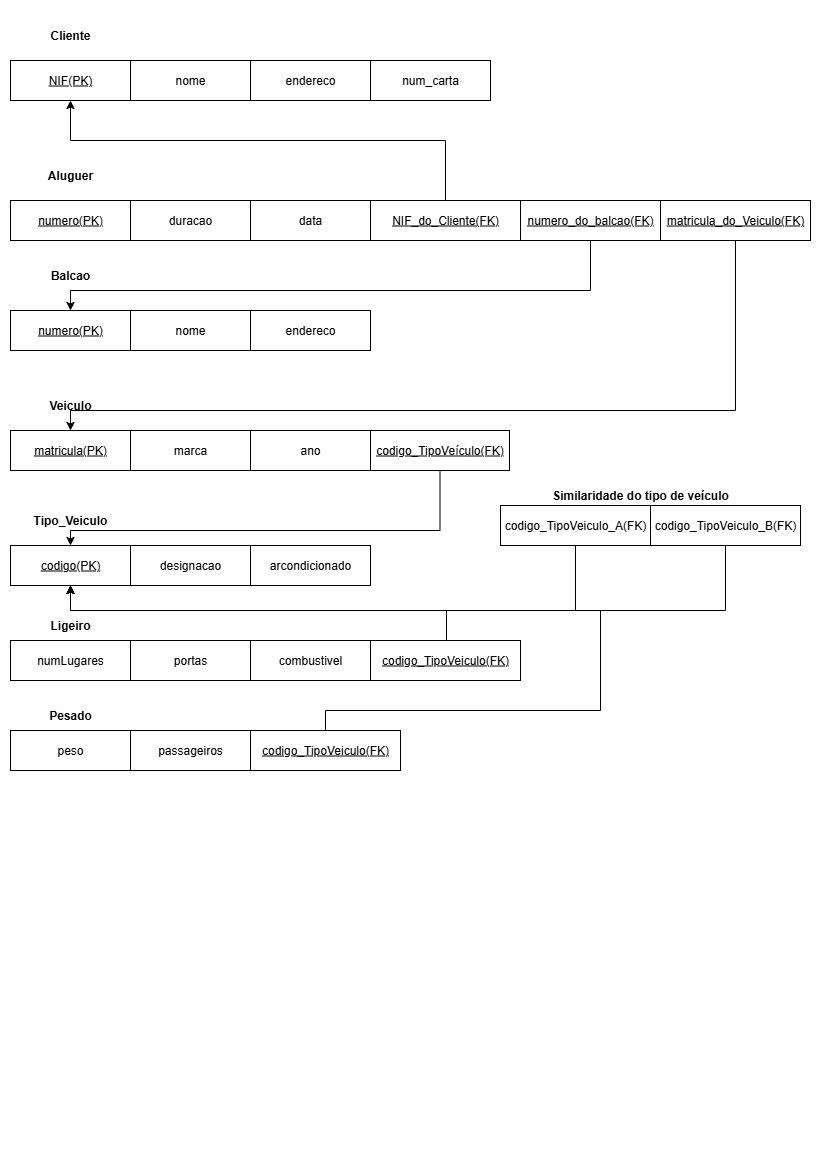 Cliente
NIF(PK) nome endereco num_carta
Aluguer
numero(PK) duracao data NIF_do_Cliente(FK) numero_do_balcao(FK) matricula_do_Veiculo(FK)
Balcao
numero(PK) nome endereco
Veiculo
matricula(PK) marca ano codigo_TipoVeículo(FK)
Similaridade do tipo de veículo
codigo_TipoVeiculo_A(FK) codigo_TipoVeiculo_B(FK)
Tipo_Veiculo
codigo(PK) designacao arcondicionado
Ligeiro
numLugares portas combustivel codigo_TipoVeiculo(FK)
Pesado
peso passageiros codigo_TipoVeiculo(FK)